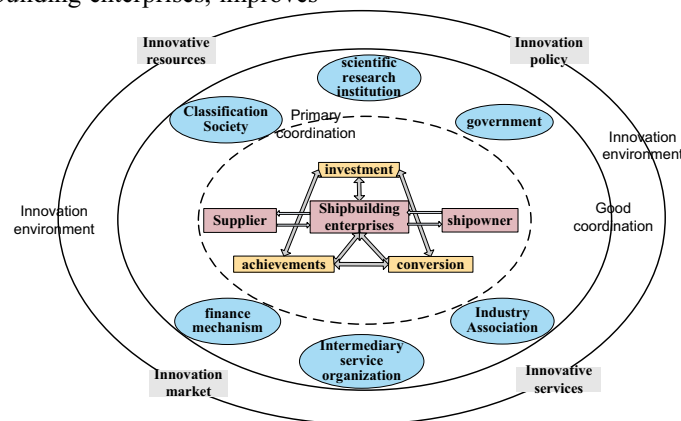 building enterprises, improves
Innovative
resources
Innovation
policy
scientific
research
institution
Classification
Society
Primary
coordination
government
Innovation
environment
investment
Innovation
environment
Supplier
Shipbuilding
enterprises
shipowner
Good
coordination
achievements
conversion
finance
mechanism
Industry
Association
Intermediary
service
organization
Innovation
market
Innovative
services